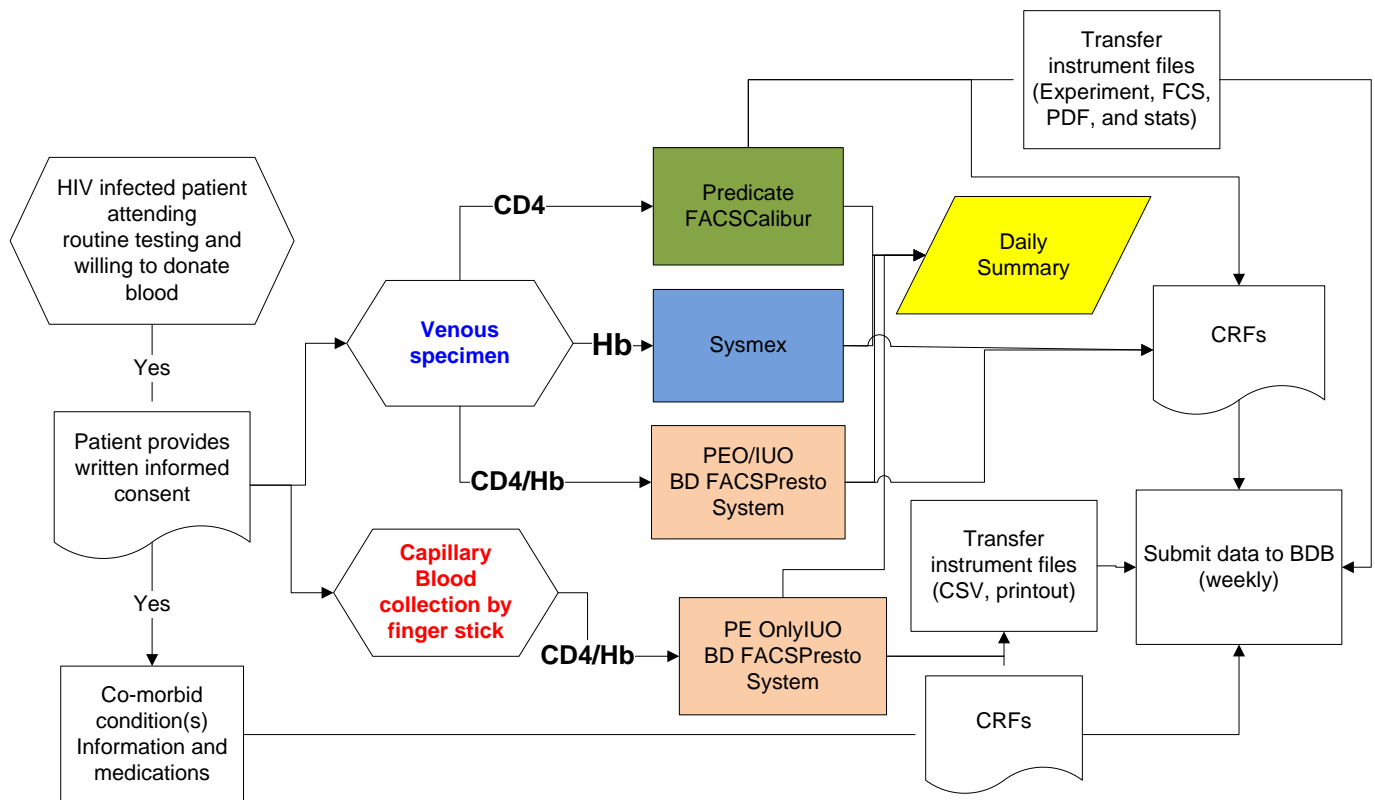 HIV infected patient
attending
routine testing and
willing to donate
blood
Yes
Patient provides
written informed
consent
Yes
Co-morbid
condition(s)
Information and
medications
Venous
specimen
Capillary
Blood
collection by
finger stick
CD4
Hb
CD4/Hb
CD4/Hb
Predicate
FACSCalibur
Sysmex
PEO/IUO
BD FACSPresto
System
PE OnlyIUO
BD FACSPresto
System
Transfer
instrument files
(Experiment, FCS,
PDF, and stats)
Daily
Summary
CRFs
Transfer
instrument files
(CSV, printout)
Submit data to BDB
(weekly)
CRFs